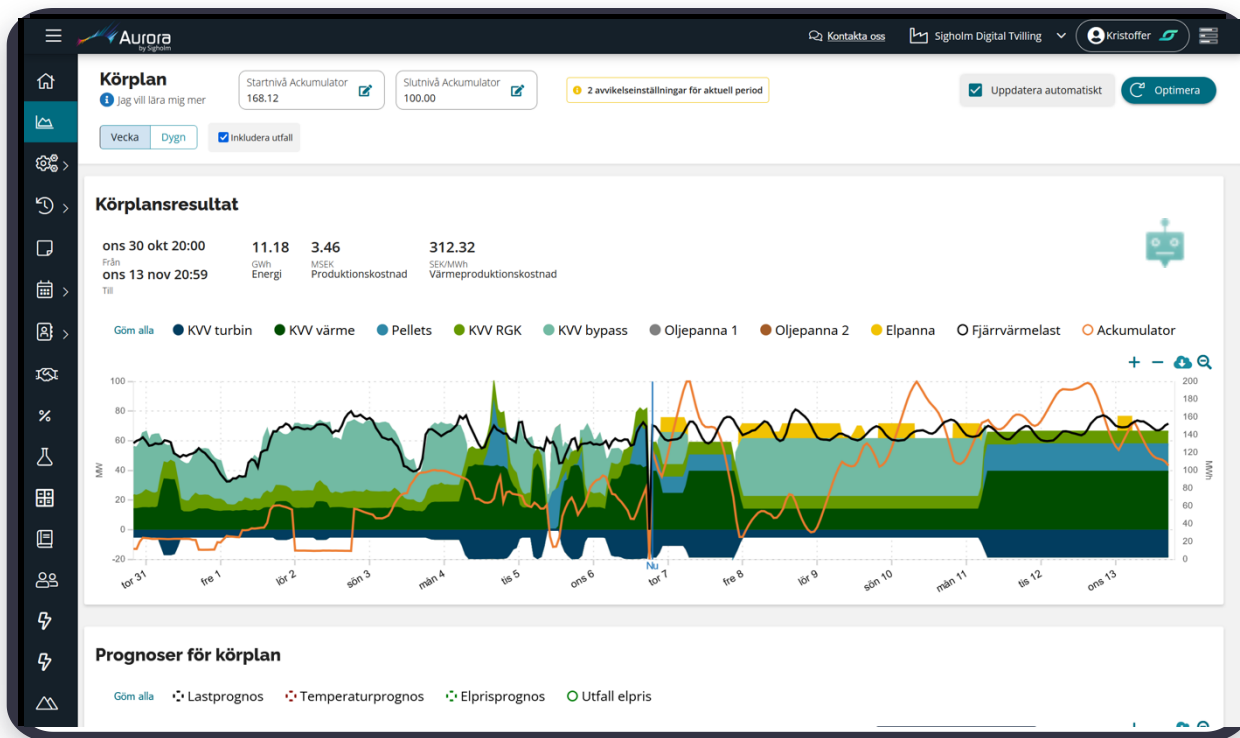 Aurora
by Sigholm
Kontakta oss
Sigholm Digital Tvilling
Kristoffer
Körplan
Jag vill lära mig mer
Startnivå Ackumulator
168.12
Slutnivå Ackumulator
100.00
2 avvikelseinställningar för aktuell period
Uppdatera automatiskt
Optimera
Vecka
Dygn
Inkludera utfall
Körplansresultat
ons 30 okt 20:00
Från
ons 13 nov 20:59
Till
11.18
GWh
Energi
3.46
MSEK
Produktionskostnad
312.32
SEK/MWh
Värmeproduktionskostnad
Göm alla
KVV turbin
KVV värme
Pellets
KVV RGK
KVV bypass
Oljepanna 1
Oljepanna 2
Elpanna
Fjärrvärmelast
Ackumulator
100
80
60
40
20
0
-20
MW
200
180
160
140
120
100
80
60
40
20
0
MWh
Nu
tor 31
fre 1
lör 2
sön 3
mån 4
tis 5
ons 6
tor 7
fre 8
lör 9
sön 10
mån 11
tis 12
ons 13
Prognoser för körplan
Göm alla
Lastprognos
Temperaturprognos
Elprisprognos
Utfall elpris